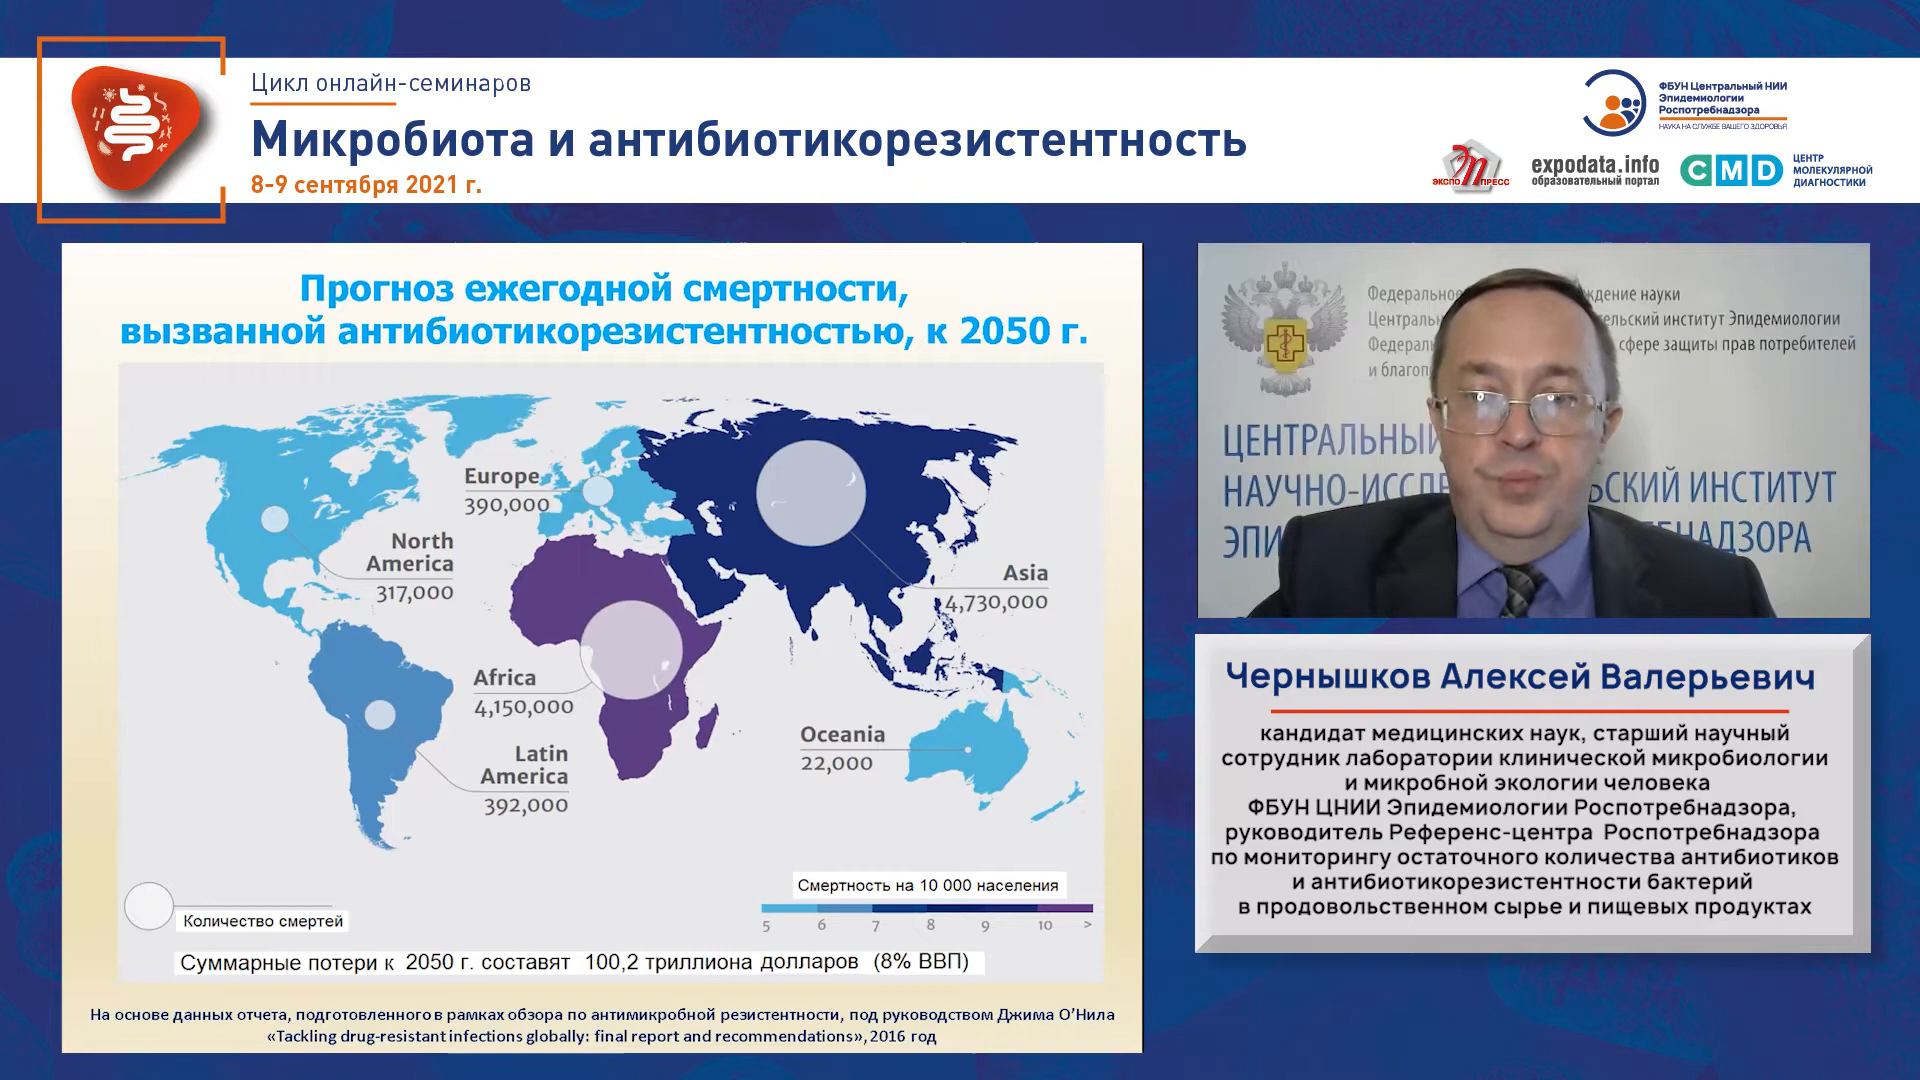 Цикл онлайн-семинаров
Микробиота и антибиотикорезистентность
8-9 сентября 2021 г.
ФБУН Центральный НИИ
Эпидемиологии
Роспотребнадзора
НАУКА НА СЛУЖБЕ ВАШЕГО ЗДОРОВЬЯ
ЭКСПО ПРЕСС
expodata.info
образовательный портал
CMD
ЦЕНТР
МОЛЕКУЛЯРНОЙ
ДИАГНОСТИКИ
Прогноз ежегодной смертности,
вызванной антибиотикорезистентностью, к 2050 г.
Europe
390,000
North
America
317,000
Asia
4,730,000
Africa
4,150,000
Latin
America
392,000
Oceania
22,000
Количество смертей
Смертность на 10 000 населения
5 6 7 8 9 10 >
Суммарные потери к 2050 г. составят 100,2 триллиона долларов (8% ВВП)
На основе данных отчета, подготовленного в рамках обзора по антимикробной резистентности, под руководством Джима О’Нила
«Tackling drug-resistant infections globally: final report and recommendations», 2016 год
Федеральное ждение науки
Централь тельский институт Эпидемиологии
Федераль сфере защиты прав потребителей
и благоп
ЦЕНТРАЛЬНЫЙ
НАУЧНО-ИССЛЕ ЬСКИЙ ИНСТИТУТ
ЭПИ НАДЗОРА
Чернышков Алексей Валерьевич
кандидат медицинских наук, старший научный
сотрудник лаборатории клинической микробиологии
и микробной экологии человека
ФБУН ЦНИИ Эпидемиологии Роспотребнадзора,
руководитель Референс-центра Роспотребнадзора
по мониторингу остаточного количества антибиотиков
и антибиотикорезистентности бактерий
в продовольственном сырье и пищевых продуктах